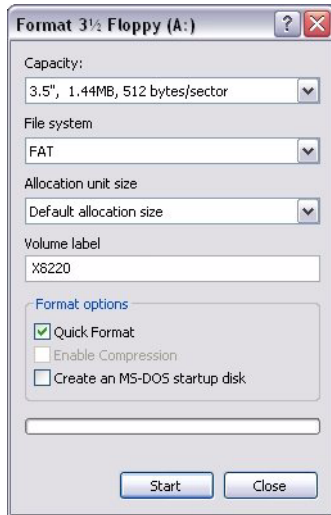 Format 3½ Floppy (A:)
Capacity:
3.5", 1.44MB, 512 bytes/sector
File system
FAT
Allocation unit size
Default allocation size
Volume label
X6220
Format options
Quick Format
Enable Compression
Create an MS-DOS startup disk
Start Close